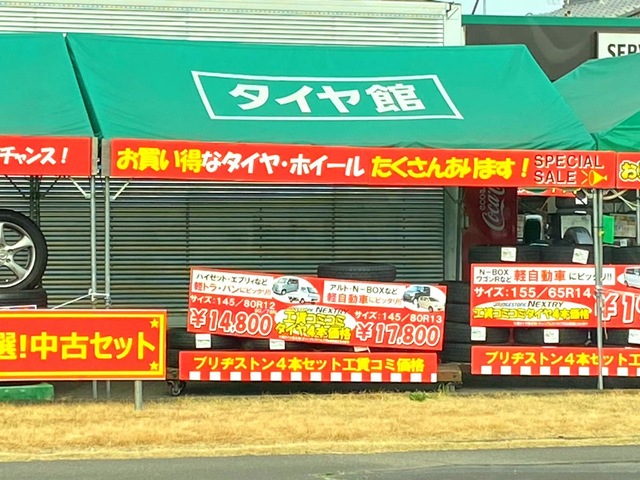 SER
タイヤ館
チャンス!
お買い得なタイヤ・ホイール たくさんあります!
SPECIAL
SALE
お
Coca
ハイゼット・エブリィなど
軽トラ・バンにピッタリ!!
サイズ:145/80R12
¥14,800
アルト・N-BOXなど
軽自動車にピッタリ!!
サイズ:145/80R13
¥17,800
工賃コミコミ
タイヤ4本価格
ブリヂストン4本セット工賃コミ価格
選!中古セット
N-BOX
ワゴンRなど
軽自動車にピッタリ!!
サイズ:155/65R14
BRIDGESTONE NEXTRY
工賃コミコミタイヤ4本価格
¥1
ブリヂストン4本セット工